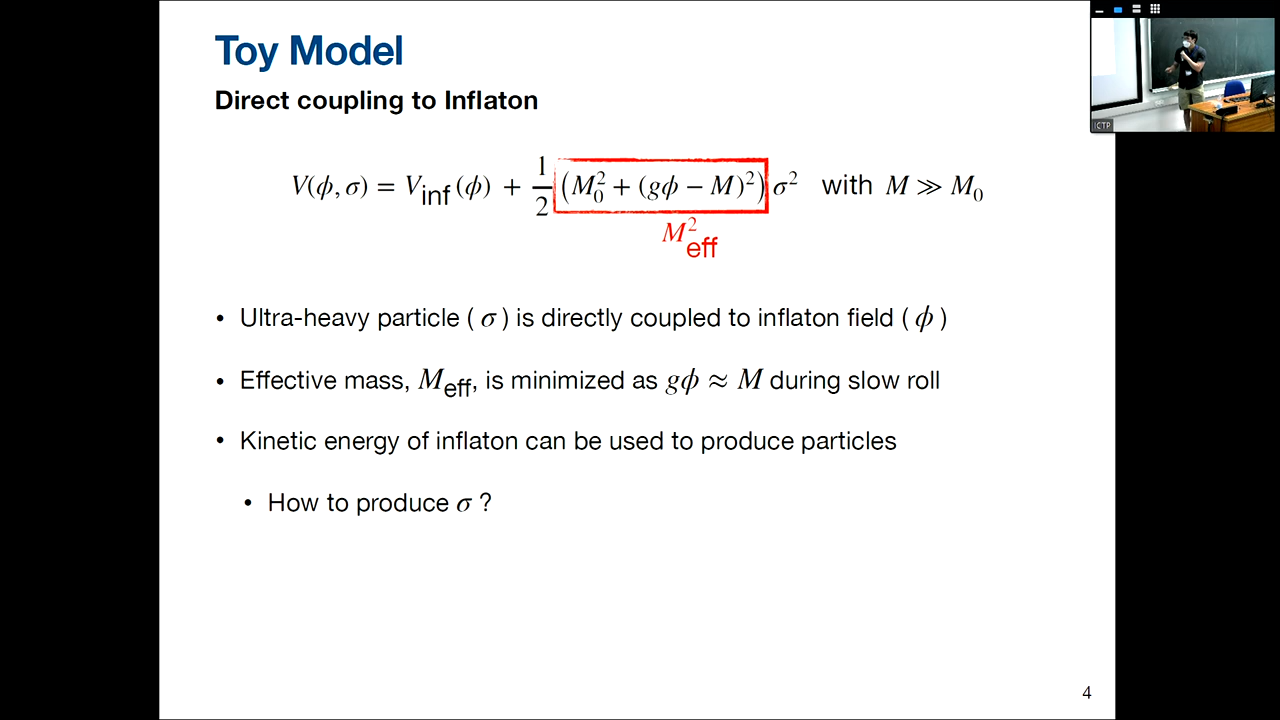 Toy Model
Direct coupling to Inflaton
V(ϕ, σ) = V_inf(ϕ) + 1/2 (M_0^2 + (gϕ − M)^2) σ^2 with M ≫ M_0
M_eff^2
• Ultra-heavy particle ( σ ) is directly coupled to inflaton field ( ϕ )
• Effective mass, M_eff, is minimized as gϕ ≈ M during slow roll
• Kinetic energy of inflaton can be used to produce particles
• How to produce σ ?
4
ICTP